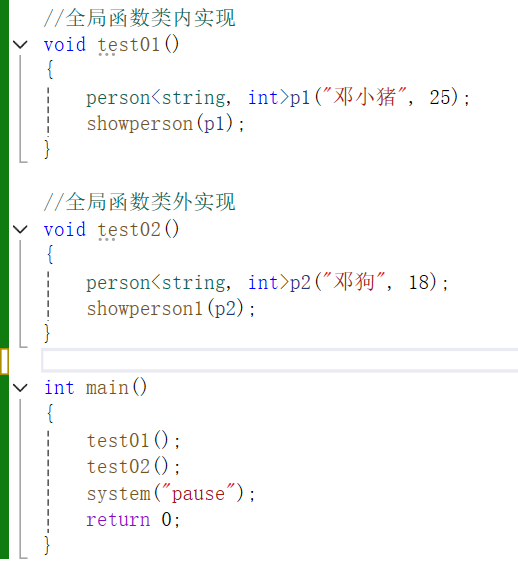 //全局函数类内实现
void test01()
{
person<string, int>p1("邓小猪", 25);
showperson(p1);
}
//全局函数类外实现
void test02()
{
person<string, int>p2("邓狗", 18);
showperson1(p2);
}
int main()
{
test01();
test02();
system("pause");
return 0;
}